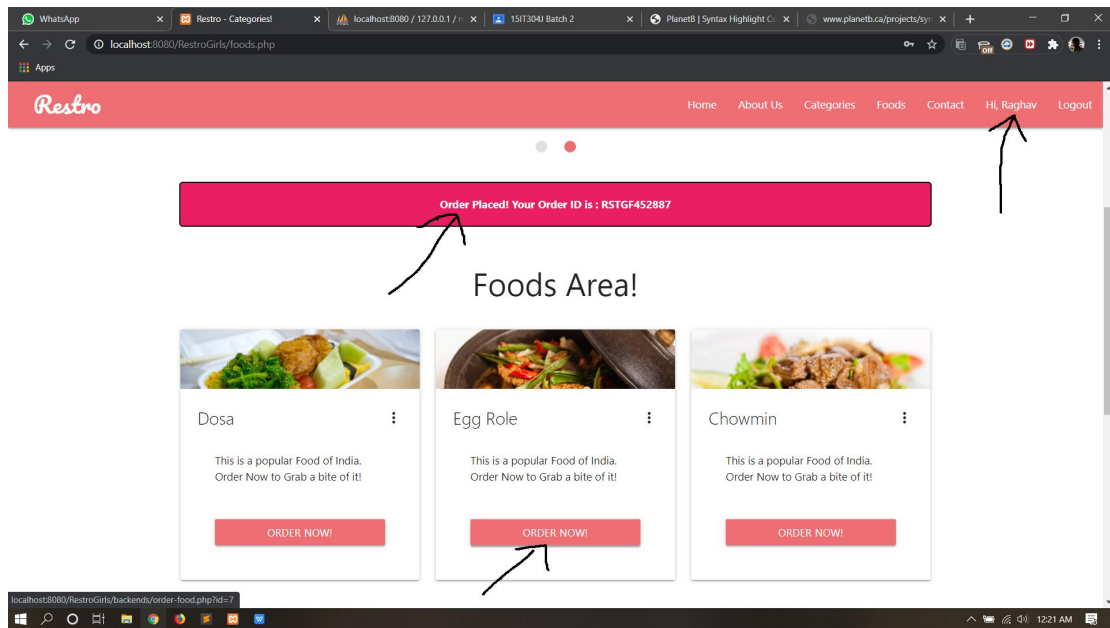 WhatsApp
Restro - Categories!
localhost:8080 / 127.0.0.1 / m
15IT304J Batch 2
PlanetB | Syntax Highlight Co
www.planetb.ca/projects/syn
localhost:8080/RestroGirls/foods.php
Off
Apps
Restro
Home About Us Categories Foods Contact Hi, Raghav Logout
Order Placed! Your Order ID is : RSTGF452887
Foods Area!
Dosa
This is a popular Food of India.
Order Now to Grab a bite of it!
ORDER NOW!
Egg Role
This is a popular Food of India.
Order Now to Grab a bite of it!
ORDER NOW!
Chowmin
This is a popular Food of India.
Order Now to Grab a bite of it!
ORDER NOW!
localhost:8080/RestroGirls/backends/order-food.php?id=7
12:21 AM